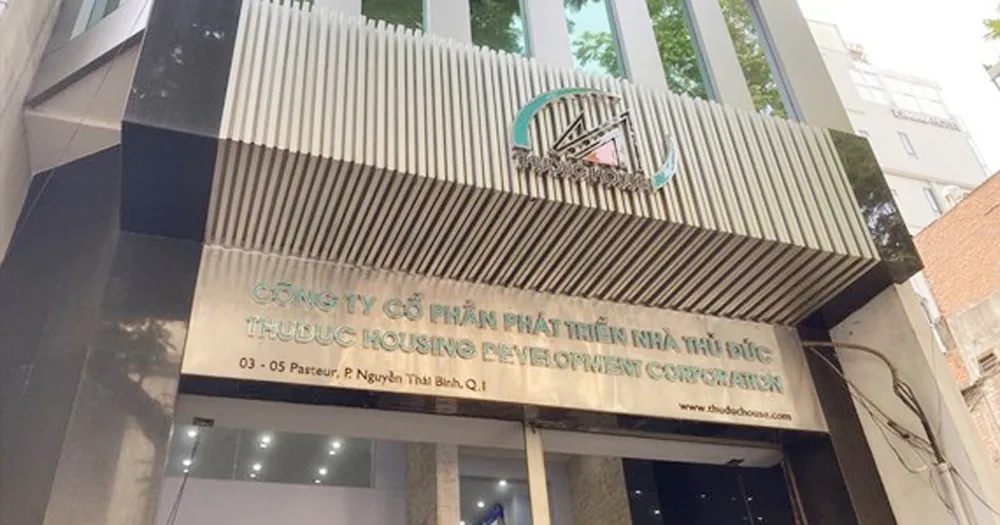 THUDUC HOUSE
CÔNG TY CỔ PHẦN PHÁT TRIỂN NHÀ THỦ ĐỨC
THUDUC HOUSING DEVELOPMENT CORPORATION
03 - 05 Pasteur, P. Nguyễn Thái Bình, Q.1
www.thuduchouse.com